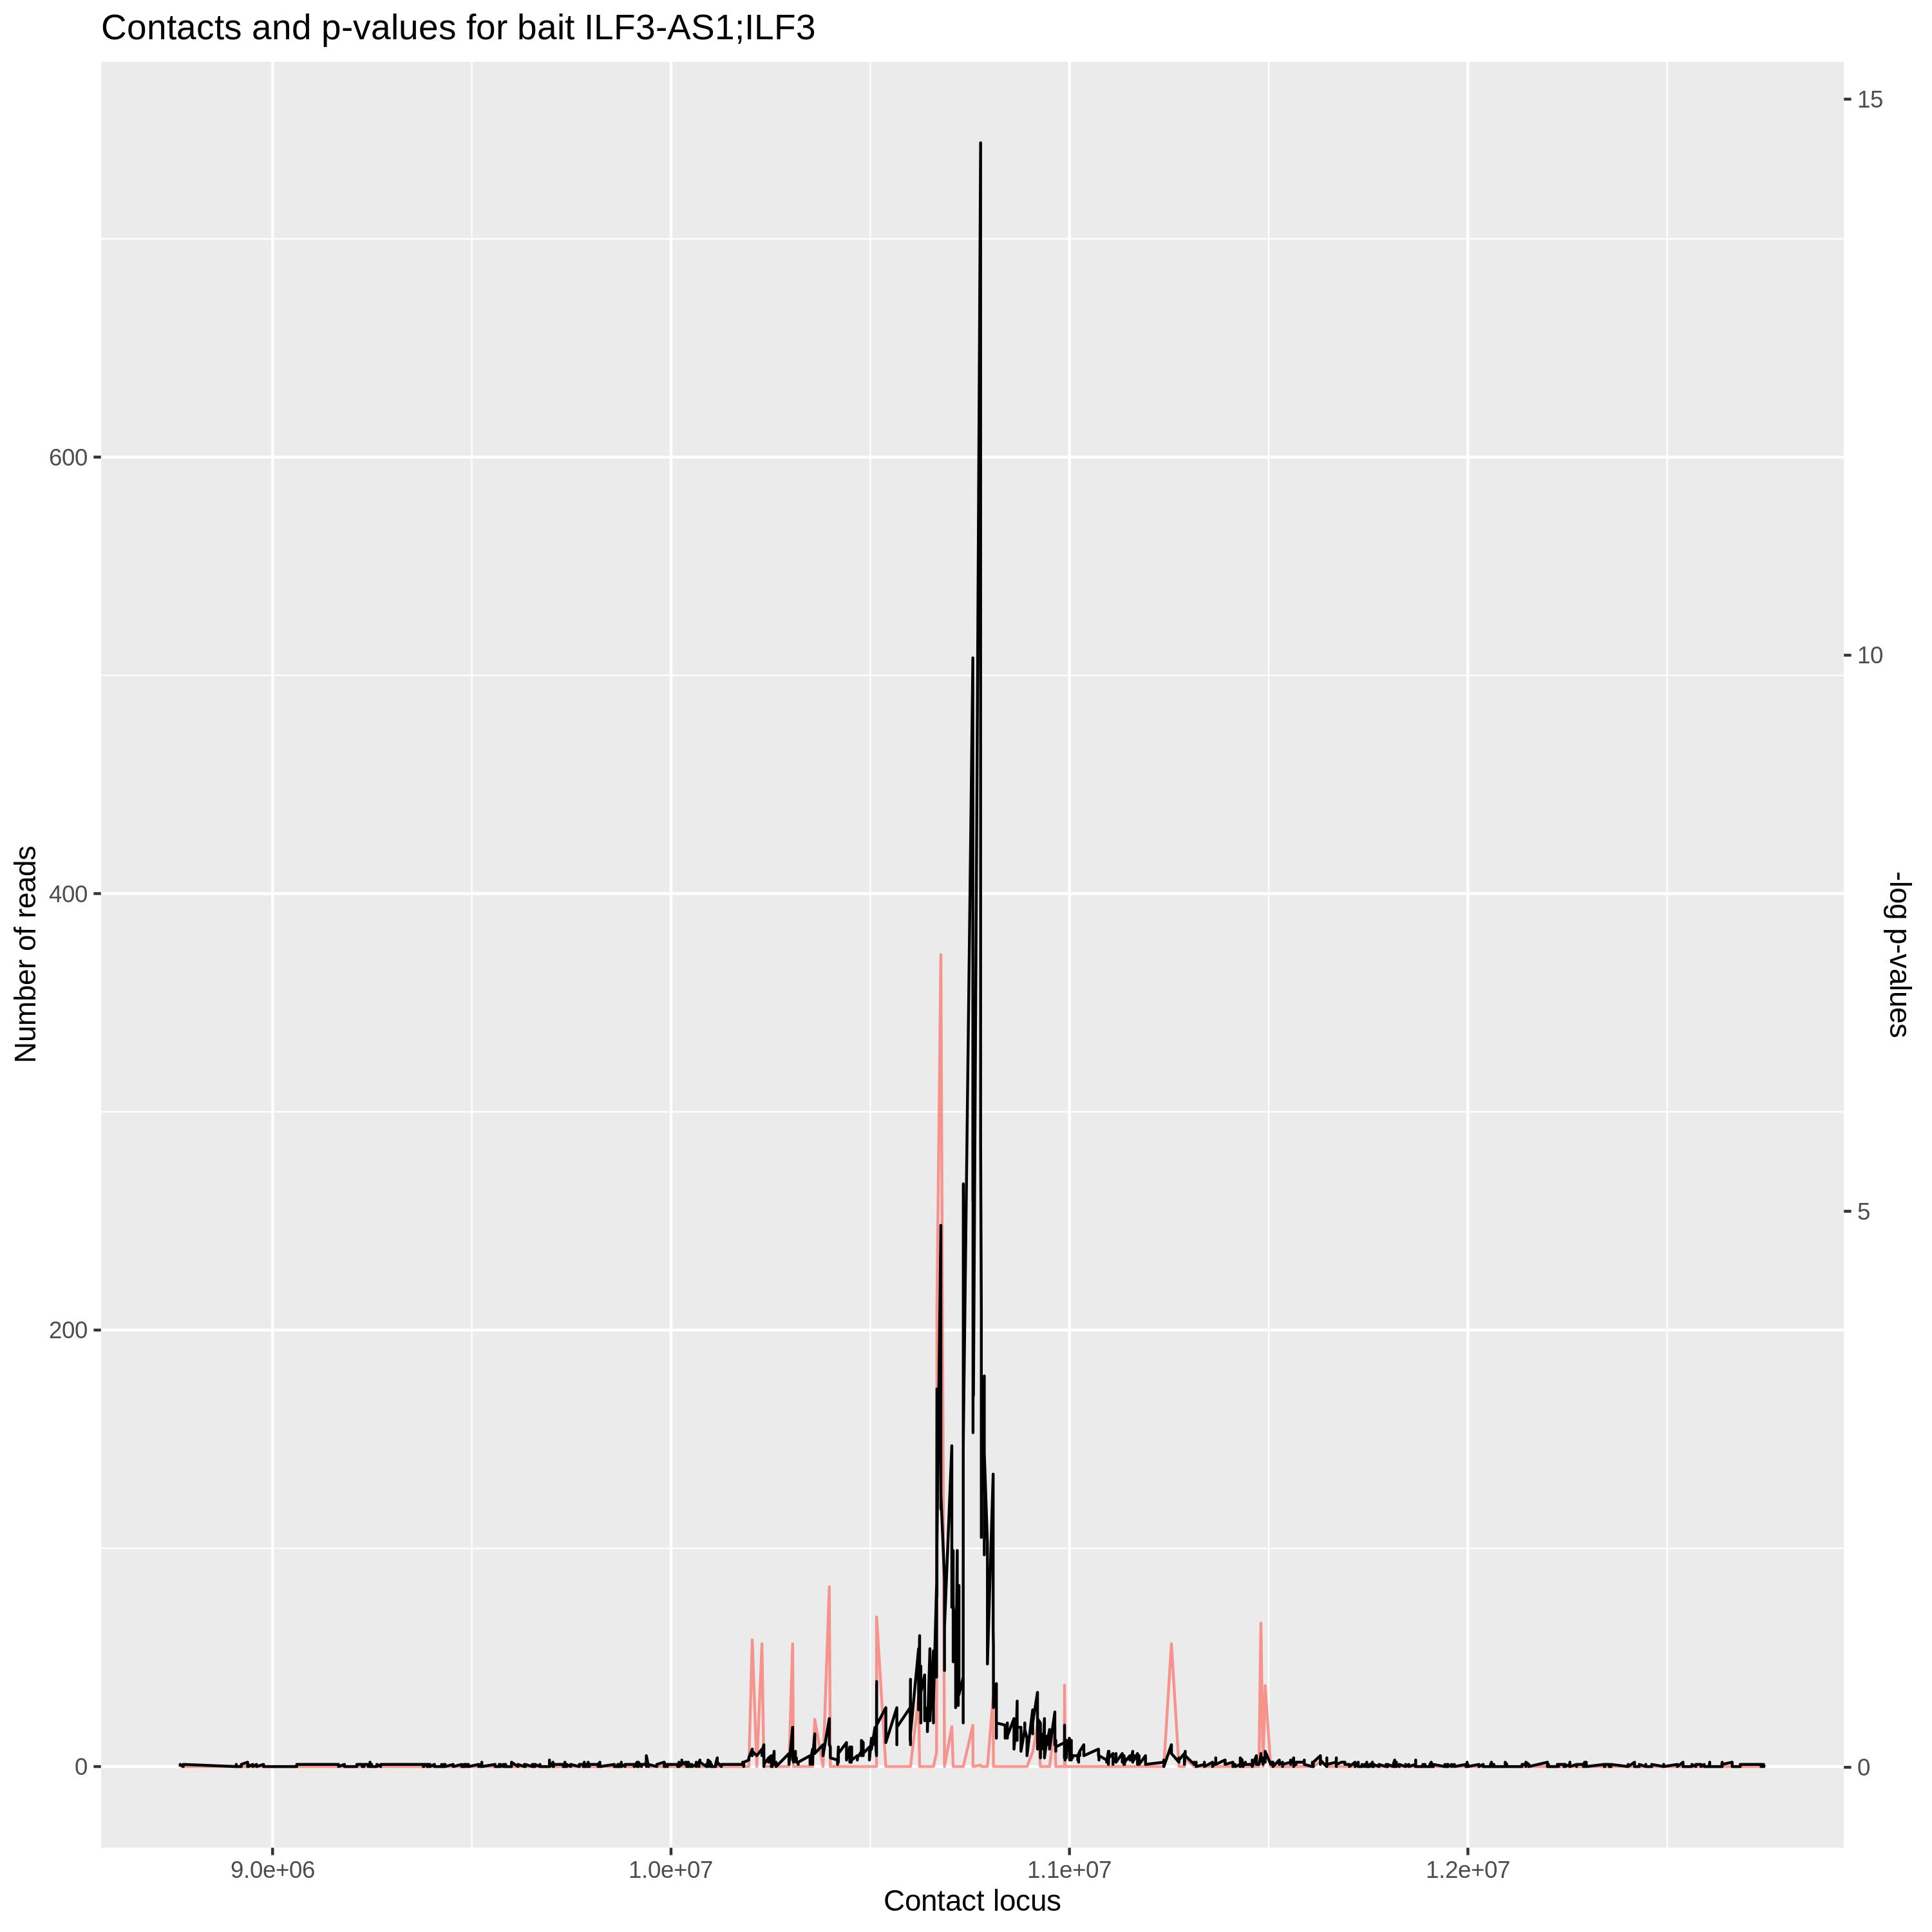 Contacts and p-values for bait ILF3-AS1;ILF3
15
600
10
400
Number of reads
-log p-values
5
200
0
0
9.0e+06
1.0e+07
1.1e+07
1.2e+07
Contact locus